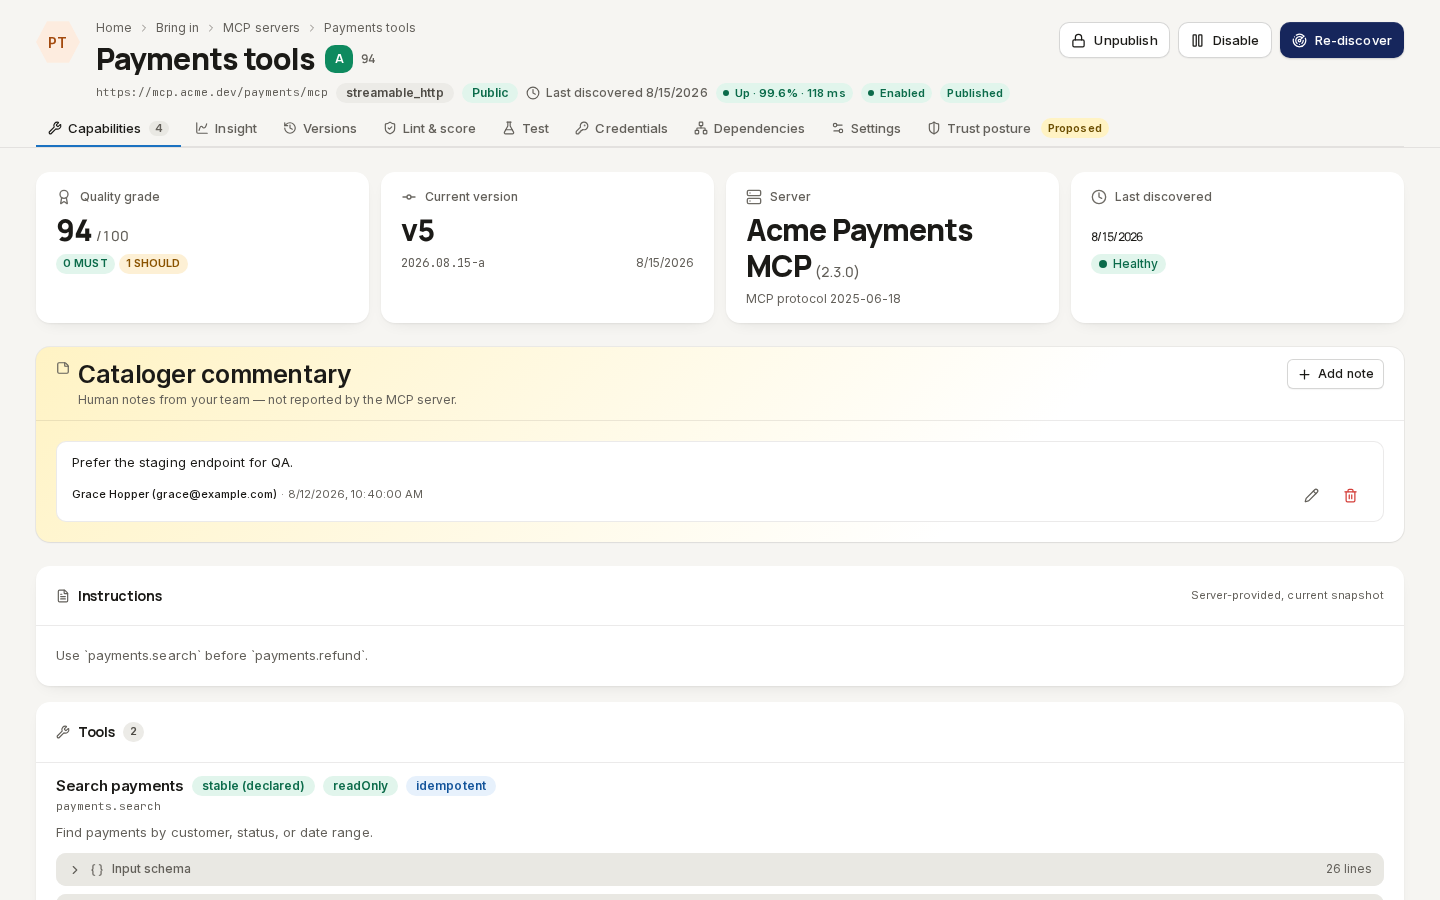 PT
Home > Bring in > MCP servers > Payments tools
Payments tools A 94
https://mcp.acme.dev/payments/mcp streamable_http Public Last discovered 8/15/2026 Up · 99.6% · 118 ms Enabled Published
Unpublish Disable Re-discover
Capabilities 4 Insight Versions Lint & score Test Credentials Dependencies Settings Trust posture Proposed
Quality grade
94 /100
0 MUST 1 SHOULD
Current version
v5
2026.08.15-a 8/15/2026
Server
Acme Payments
MCP (2.3.0)
MCP protocol 2025-06-18
Last discovered
8/15/2026
Healthy
Cataloger commentary
Human notes from your team — not reported by the MCP server.
Add note
Prefer the staging endpoint for QA.
Grace Hopper (grace@example.com) · 8/12/2026, 10:40:00 AM
Instructions Server-provided, current snapshot
Use `payments.search` before `payments.refund`.
Tools 2
Search payments stable (declared) readOnly idempotent
payments.search
Find payments by customer, status, or date range.
{} Input schema 26 lines